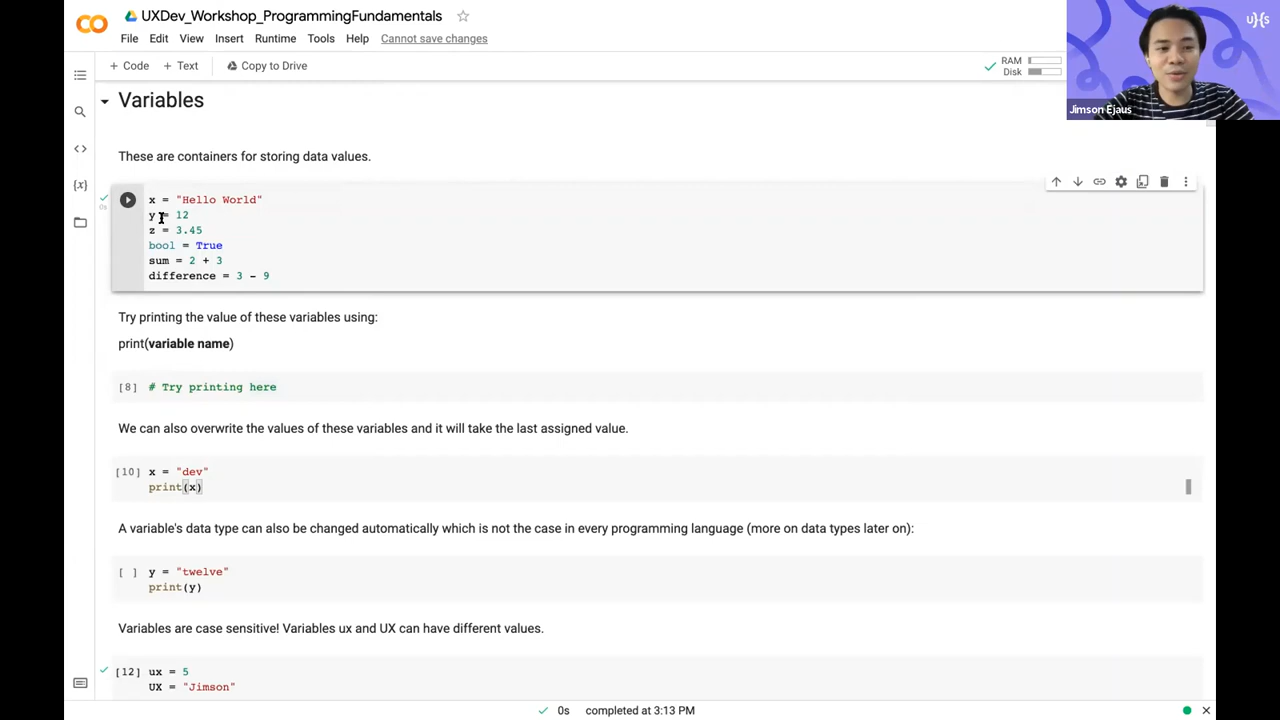 UXDev_Workshop_ProgrammingFundamentals
File Edit View Insert Runtime Tools Help Cannot save changes
+ Code + Text Copy to Drive
RAM
Disk
u}{s
Jimson Ejaus
Variables
These are containers for storing data values.
x = "Hello World"
y = 12
z = 3.45
bool = True
sum = 2 + 3
difference = 3 - 9
0s
Try printing the value of these variables using:
print(variable name)
[8] # Try printing here
We can also overwrite the values of these variables and it will take the last assigned value.
[10] x = "dev"
print(x)
A variable's data type can also be changed automatically which is not the case in every programming language (more on data types later on):
[ ] y = "twelve"
print(y)
Variables are case sensitive! Variables ux and UX can have different values.
[12] ux = 5
UX = "Jimson"
0s completed at 3:13 PM